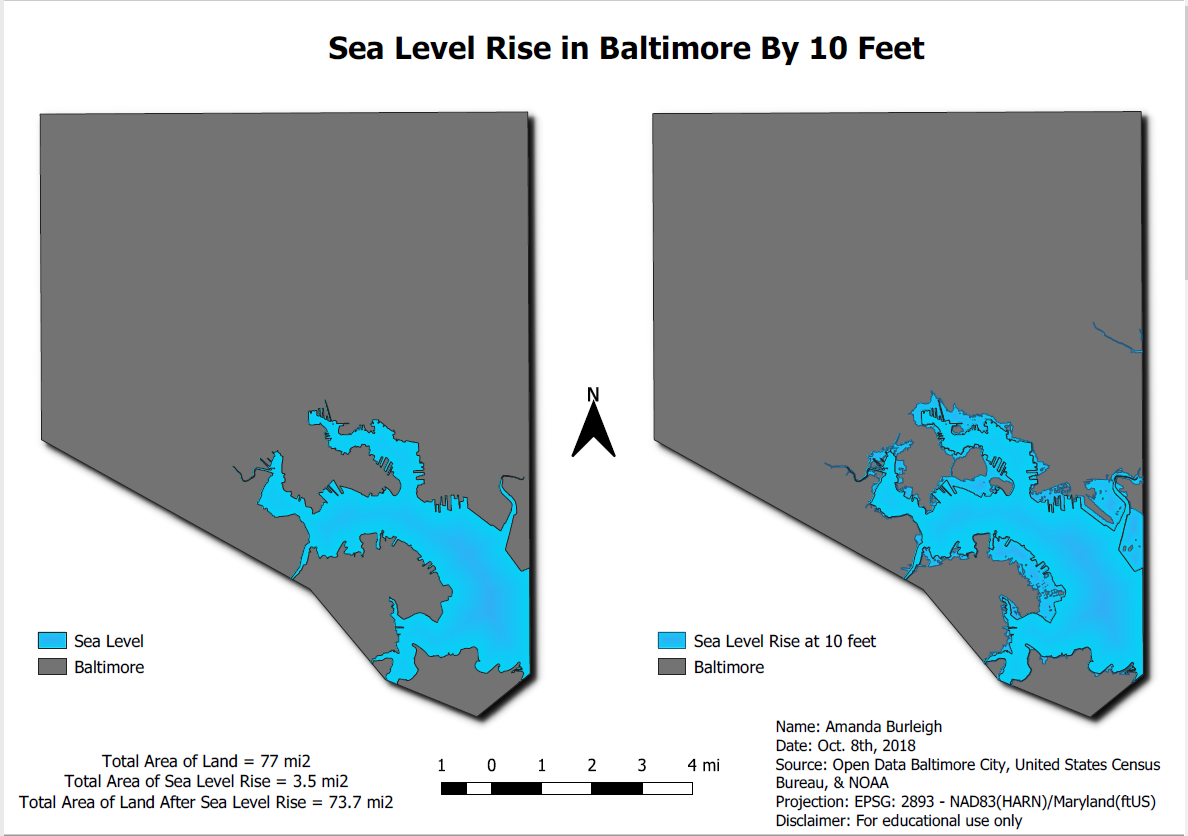 Sea Level Rise in Baltimore By 10 Feet
N
Sea Level
Baltimore
Sea Level Rise at 10 feet
Baltimore
Total Area of Land = 77 mi2
Total Area of Sea Level Rise = 3.5 mi2
Total Area of Land After Sea Level Rise = 73.7 mi2
1 0 1 2 3 4 mi
Name: Amanda Burleigh
Date: Oct. 8th, 2018
Source: Open Data Baltimore City, United States Census
Bureau, & NOAA
Projection: EPSG: 2893 - NAD83(HARN)/Maryland(ftUS)
Disclaimer: For educational use only